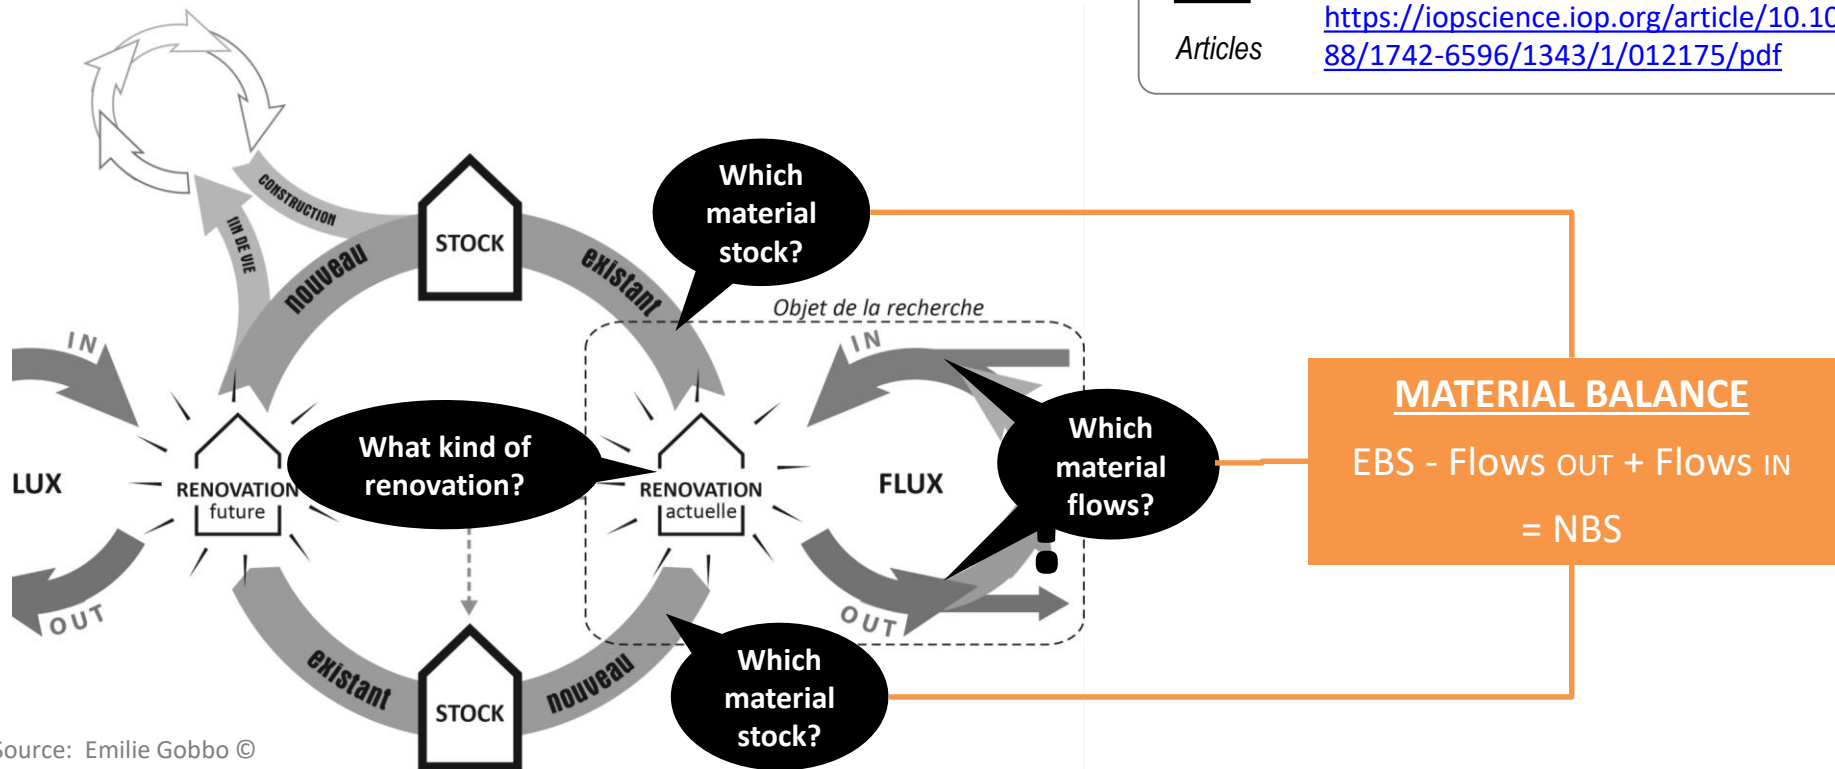 https://iopscience.iop.org/article/10.10
88/1742-6596/1343/1/012175/pdf
Articles
CONSTRUCTION
FIN DE VIE
nouveau
STOCK
existant
Which
material
stock?
Objet de la recherche
IN
IN
MATERIAL BALANCE
EBS - Flows OUT + Flows IN
= NBS
What kind of
renovation?
Which
material
flows?
LUX
RENOVATION
future
RENOVATION
actuelle
FLUX
!
OUT
OUT
existant
STOCK
nouveau
Which
material
stock?
Source: Emilie Gobbo ©